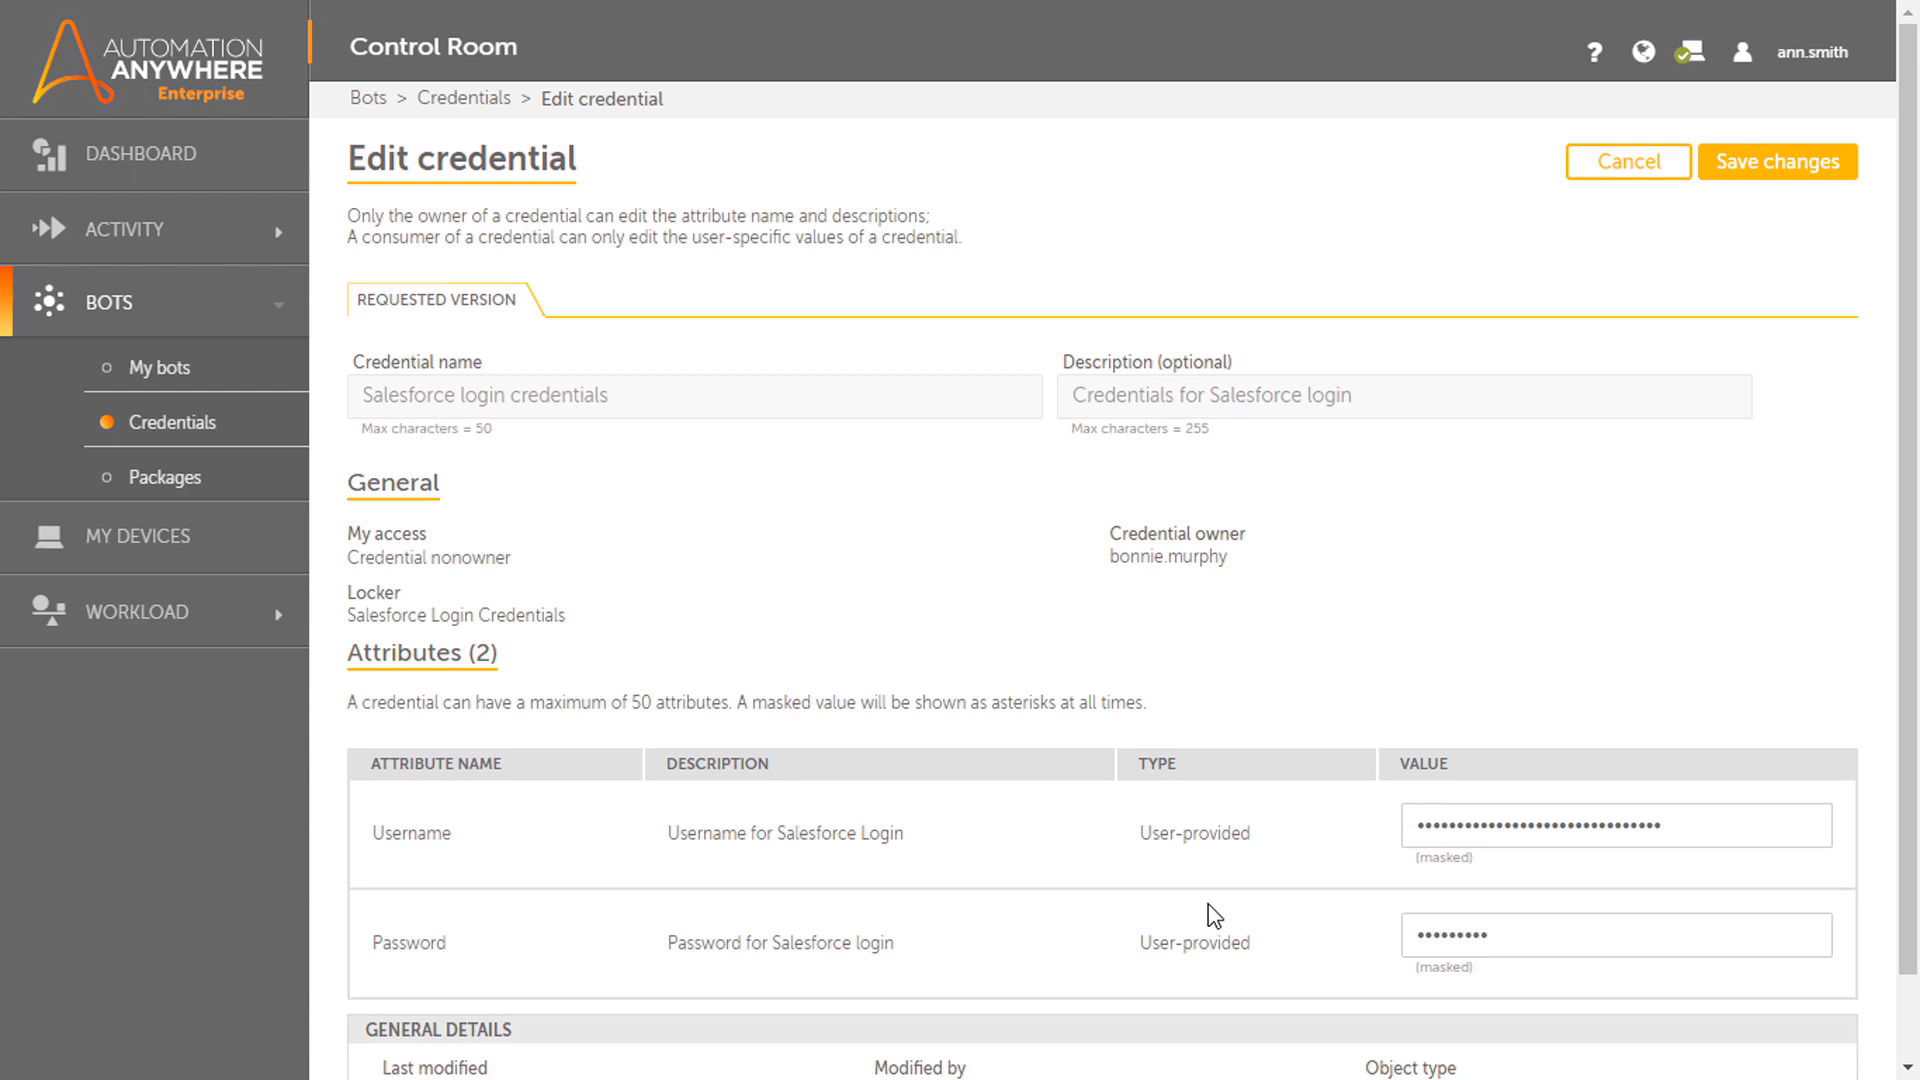 AUTOMATION
ANYWHERE
Enterprise
Control Room
? ann.smith
Bots > Credentials > Edit credential
DASHBOARD
ACTIVITY
BOTS
My bots
Credentials
Packages
MY DEVICES
WORKLOAD
Edit credential
Cancel
Save changes
Only the owner of a credential can edit the attribute name and descriptions;
A consumer of a credential can only edit the user-specific values of a credential.
REQUESTED VERSION
Credential name
Salesforce login credentials
Max characters = 50
Description (optional)
Credentials for Salesforce login
Max characters = 255
General
My access
Credential nonowner
Credential owner
bonnie.murphy
Locker
Salesforce Login Credentials
Attributes (2)
A credential can have a maximum of 50 attributes. A masked value will be shown as asterisks at all times.
ATTRIBUTE NAME DESCRIPTION TYPE VALUE
Username Username for Salesforce Login User-provided •••••••••••••••••••••••••••••••
(masked)
Password Password for Salesforce login User-provided •••••••••
(masked)
GENERAL DETAILS
Last modified Modified by Object type